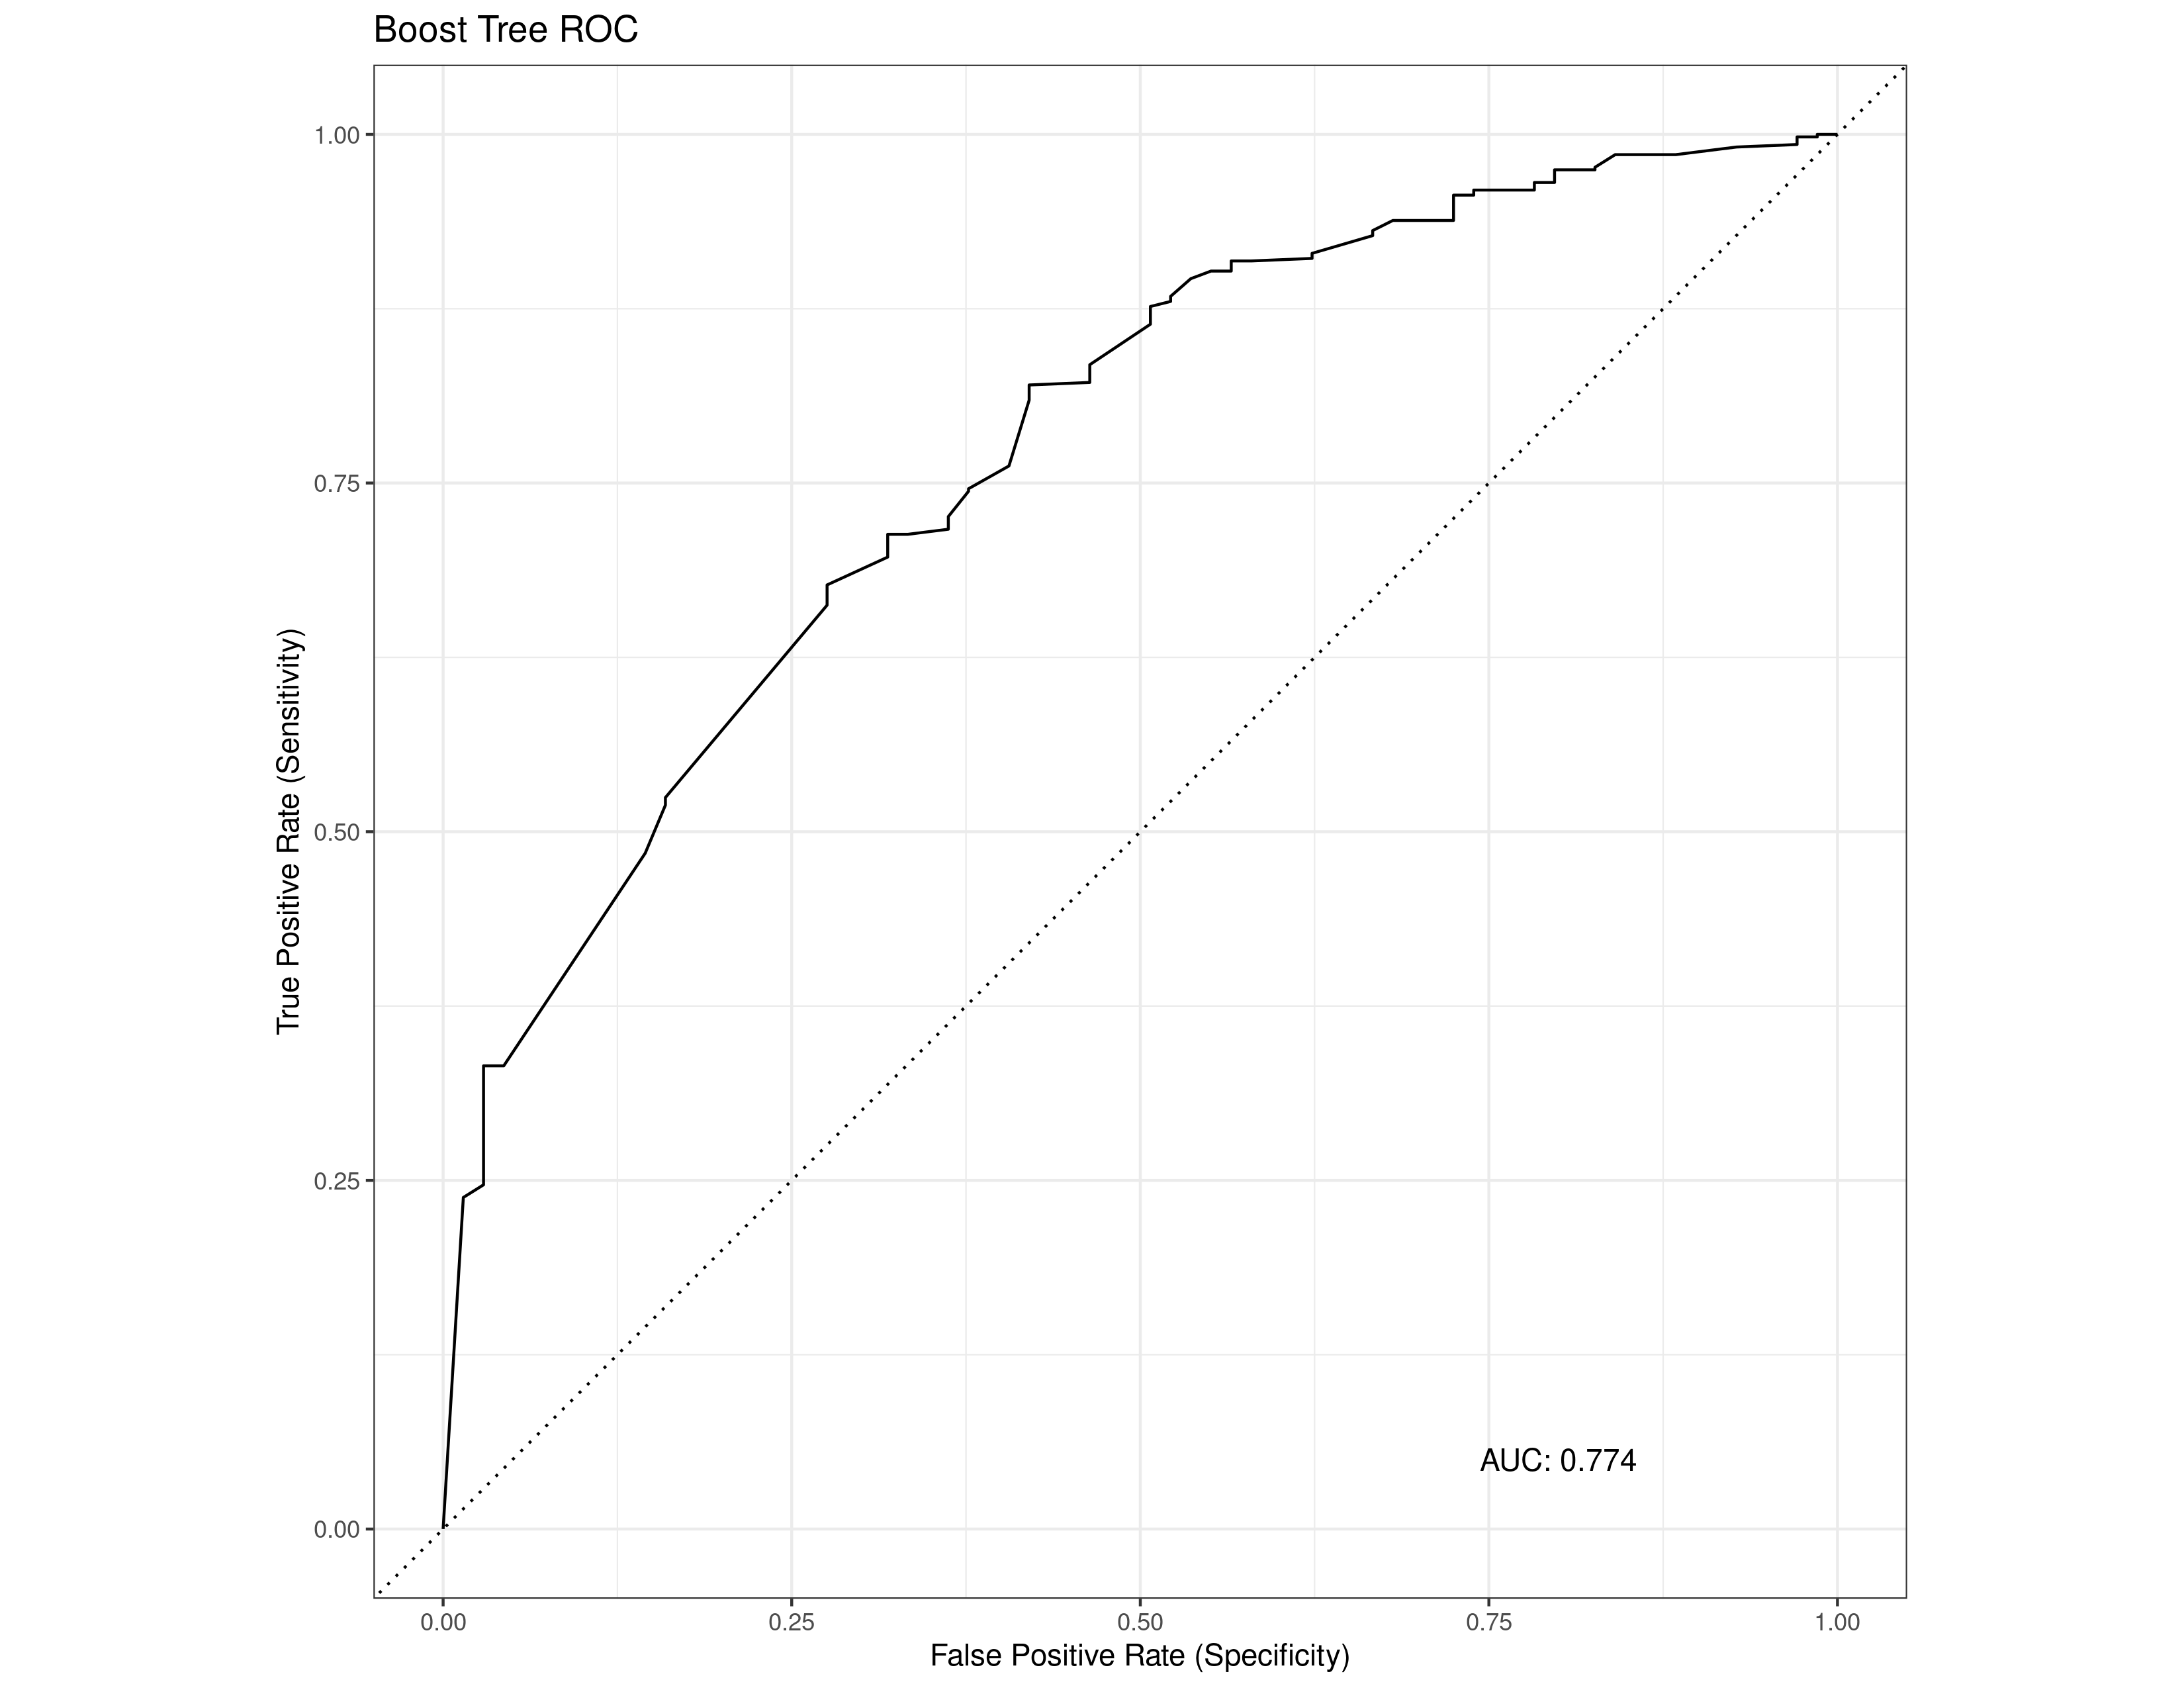 Boost Tree ROC
True Positive Rate (Sensitivity)
1.00
0.75
0.50
0.25
0.00
AUC: 0.774
0.00 0.25 0.50 0.75 1.00
False Positive Rate (Specificity)